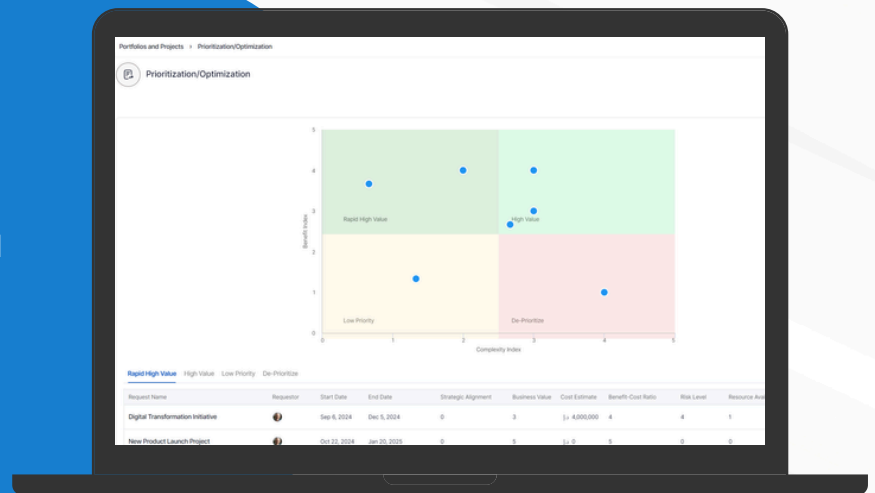 Portfolios and Projects › Prioritization/Optimization
Prioritization/Optimization
5
4
3
2
1
0
Benefit Index
Rapid High Value
High Value
Low Priority
De-Prioritize
0 1 2 3 4 5
Complexity Index
Rapid High Value High Value Low Priority De-Prioritize
Request Name Requestor Start Date End Date Strategic Alignment Business Value Cost Estimate Benefit-Cost Ratio Risk Level Resource Ava
Digital Transformation Initiative Sep 6, 2024 Dec 5, 2024 0 3 د.إ 4,000,000 4 4 1
New Product Launch Project Oct 22, 2024 Jan 20, 2025 0 5 د.إ 0 5 0 0